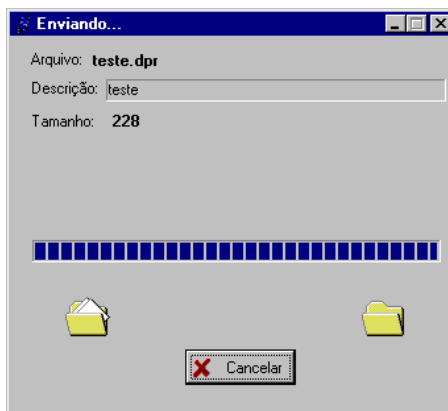 Enviando...
Arquivo: teste.dpr
Descrição: teste
Tamanho: 228
Cancelar